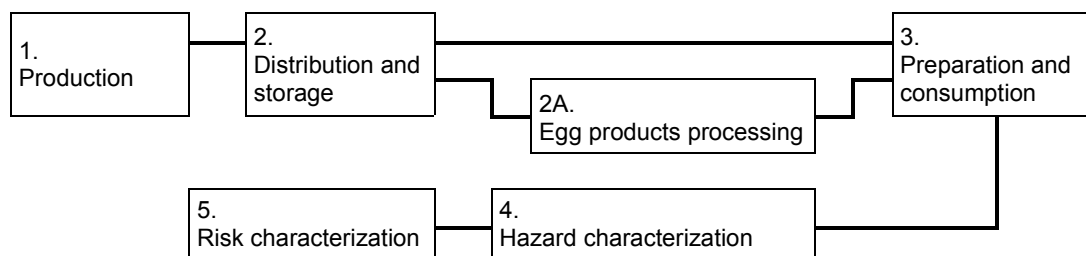 1.
Production
2.
Distribution and
storage
2A.
Egg products processing
3.
Preparation and
consumption
5.
Risk characterization
4.
Hazard characterization